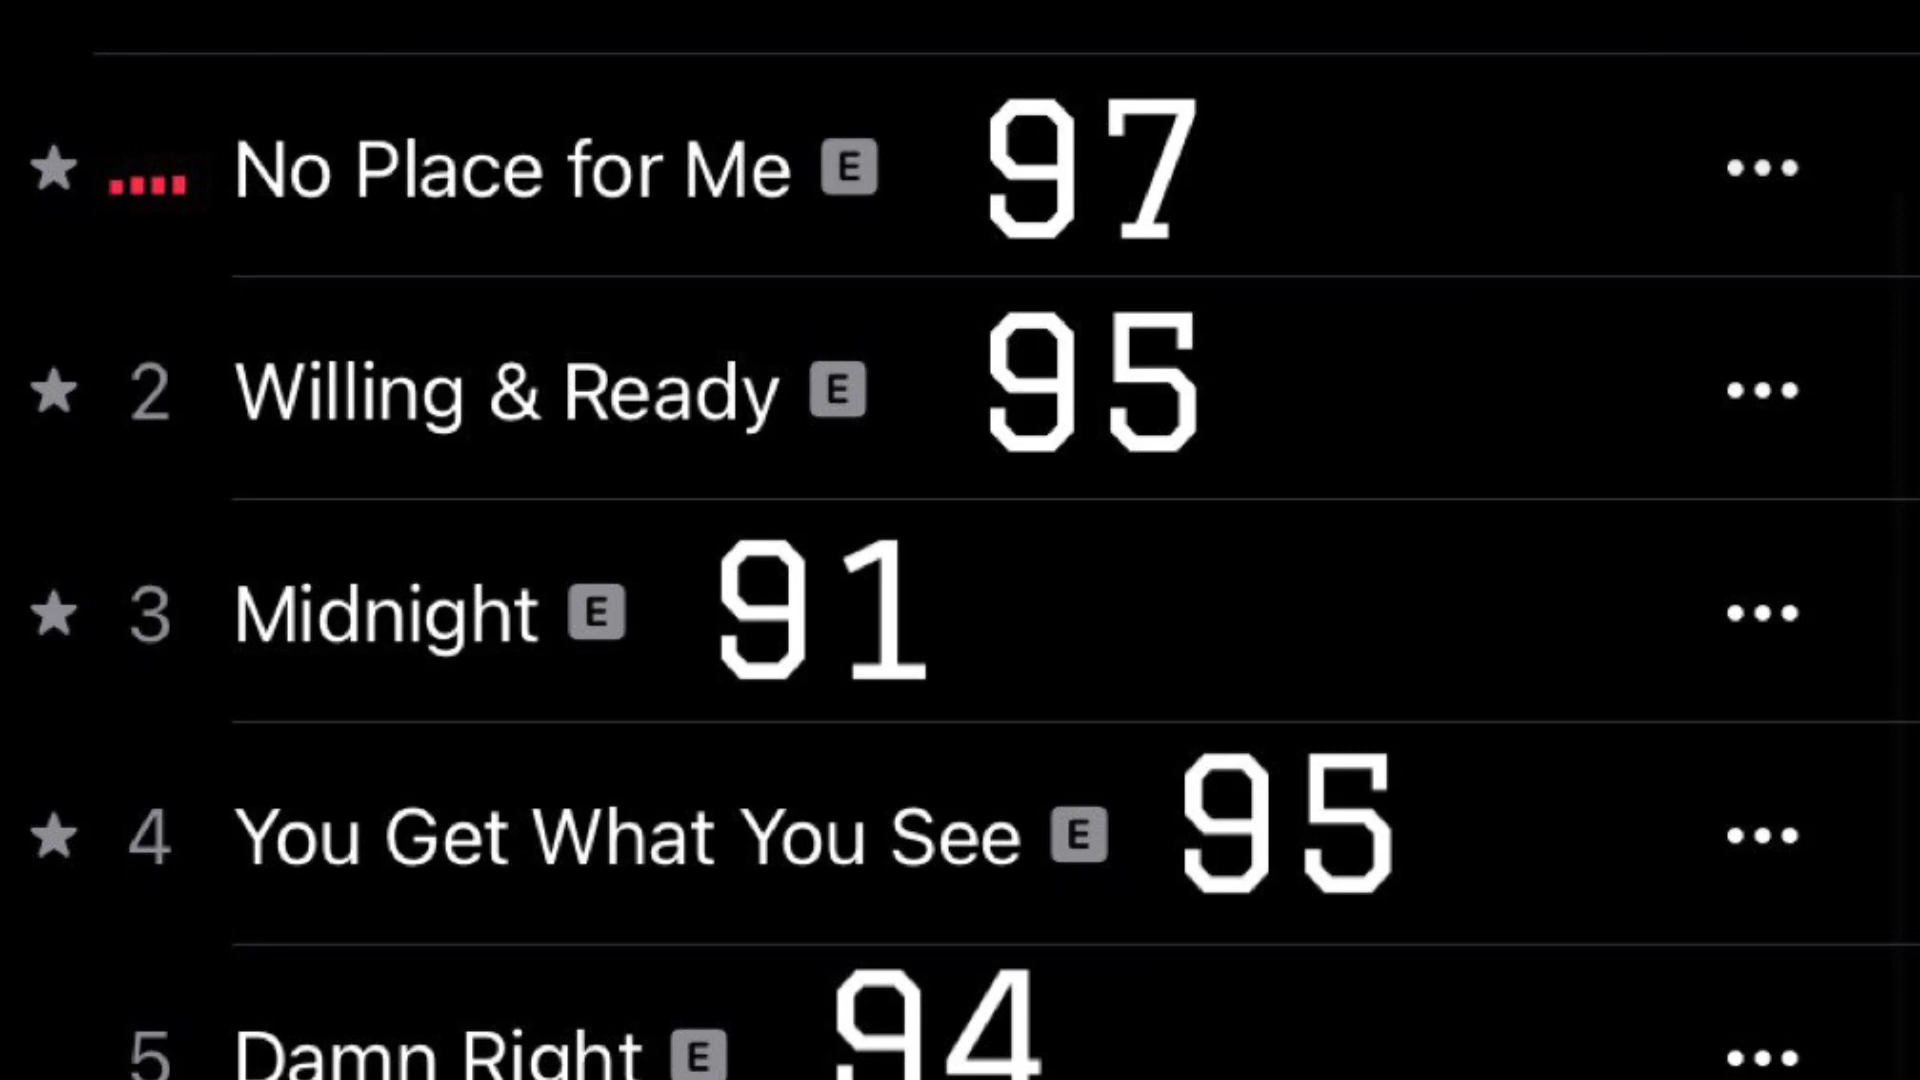 No Place for Me E 97
2 Willing & Ready E 95
3 Midnight E 91
4 You Get What You See E 95
5 Damn Right E 94